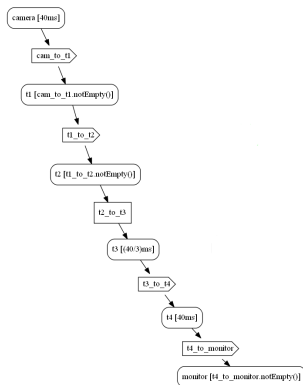 camera [40ms]
cam_to_t1
t1 [cam_to_t1.notEmpty()]
t1_to_t2
t2 [t1_to_t2.notEmpty()]
t2_to_t3
t3 [(40/3)ms]
t3_to_t4
t4 [40ms]
t4_to_monitor
monitor [t4_to_monitor.notEmpty()]